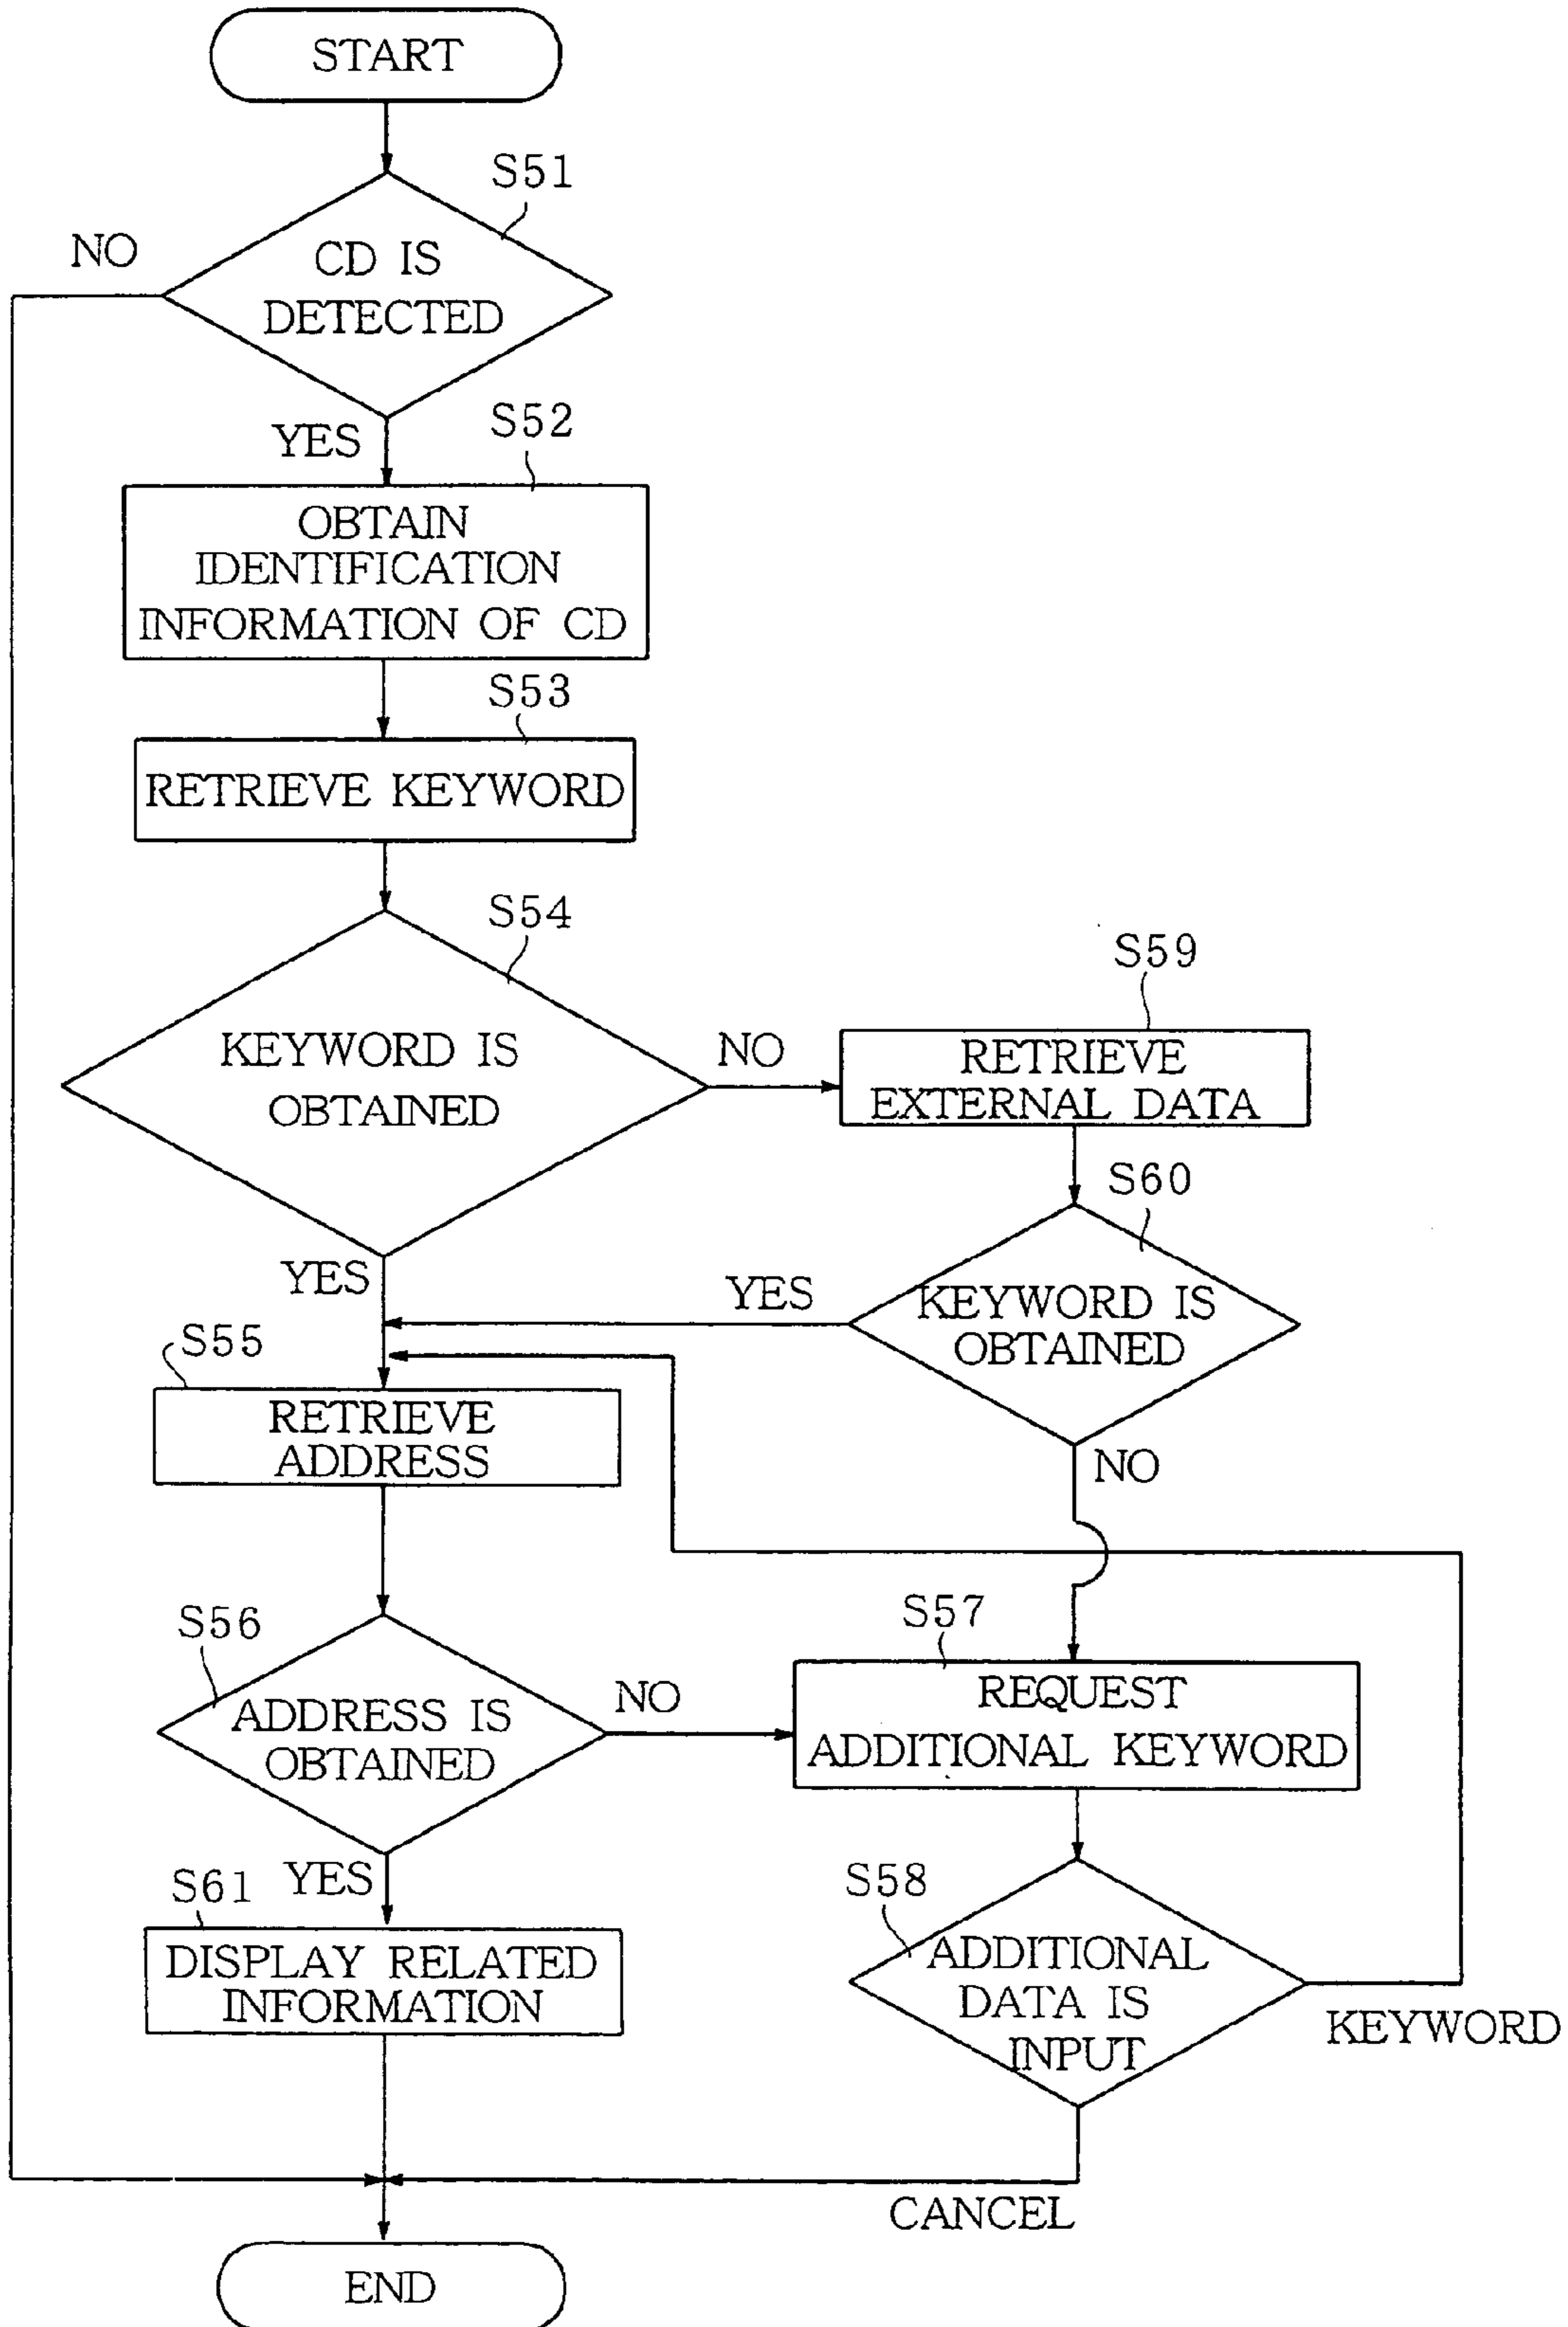 START
S51
NO
CD IS
DETECTED
YES
S52
OBTAIN
IDENTIFICATION
INFORMATION OF CD
S53
RETRIEVE KEYWORD
S54
KEYWORD IS
OBTAINED
NO
S59
RETRIEVE
EXTERNAL DATA
S60
YES
YES
KEYWORD IS
OBTAINED
S55
RETRIEVE
ADDRESS
NO
S56
ADDRESS IS
OBTAINED
NO
S57
REQUEST
ADDITIONAL KEYWORD
YES
S61
DISPLAY RELATED
INFORMATION
S58
ADDITIONAL
DATA IS
INPUT
KEYWORD
CANCEL
END